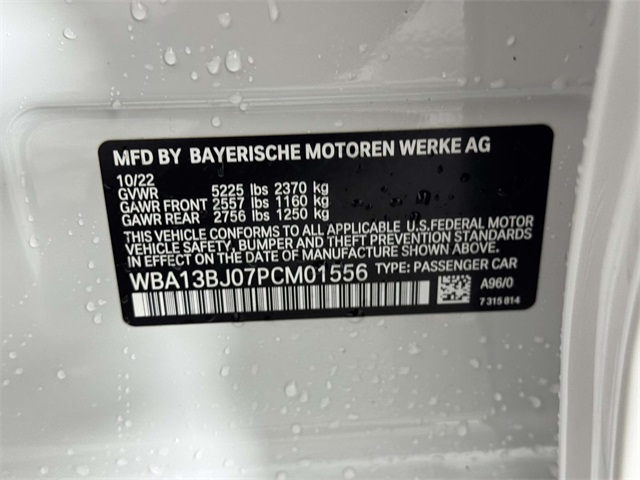 MFD BY BAYERISCHE MOTOREN WERKE AG
10/22
GVWR 5225 lbs 2370 kg
GAWR FRONT 2557 lbs 1160 kg
GAWR REAR 2756 lbs 1250 kg
THIS VEHICLE CONFORMS TO ALL APPLICABLE U.S.FEDERAL MOTOR
VEHICLE SAFETY, BUMPER AND THEFT PREVENTION STANDARDS
IN EFFECT ON THE DATE OF MANUFACTURE SHOWN ABOVE.
WBA13BJ07PCM01556 TYPE: PASSENGER CAR
A96/0
7 315 814